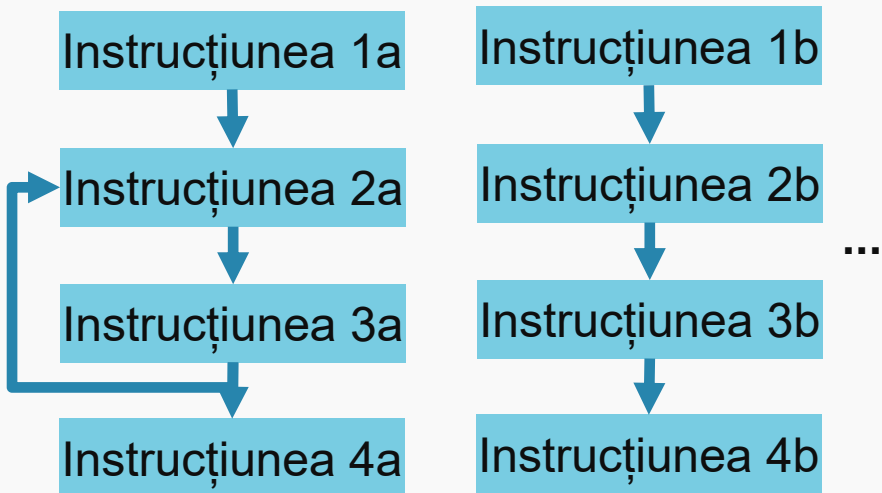 Instrucțiunea 1a
Instrucțiunea 2a
Instrucțiunea 3a
Instrucțiunea 4a
Instrucțiunea 1b
Instrucțiunea 2b
Instrucțiunea 3b
Instrucțiunea 4b
...